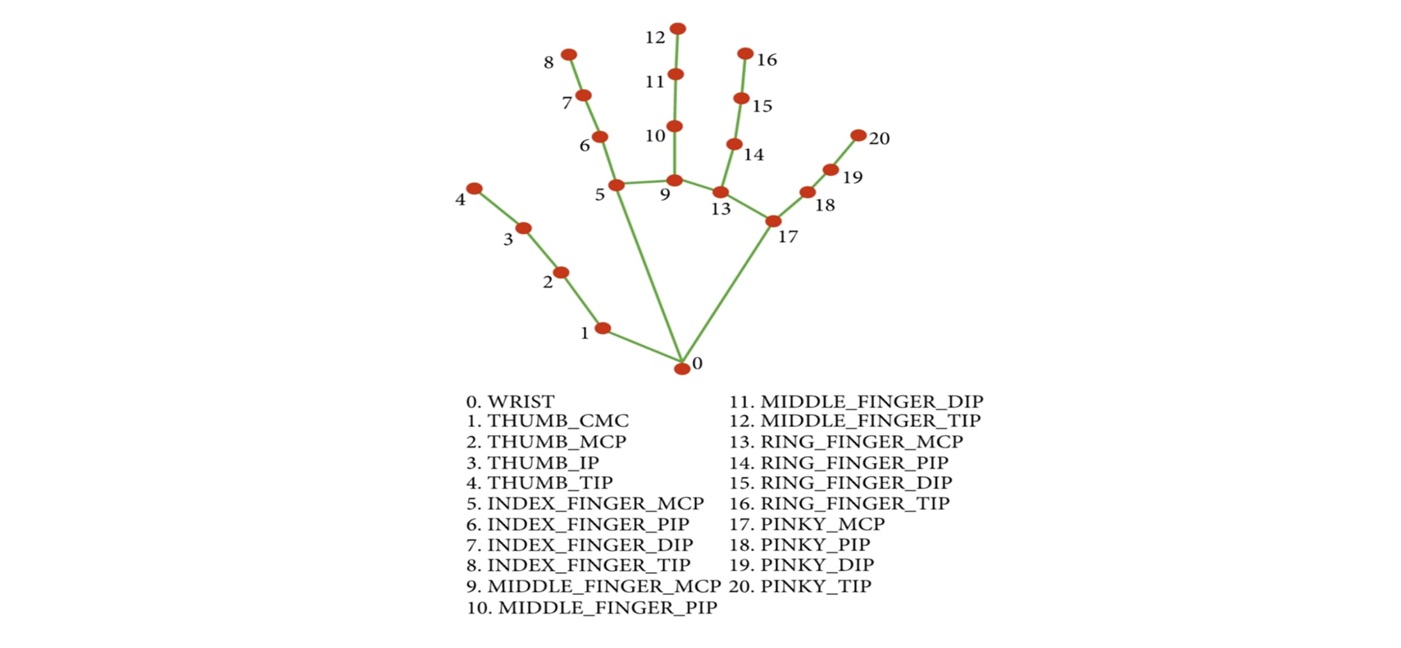 12
8
16
11
7
15
10
6
14
20
19
4
5
9
13
18
3
17
2
1
0
0. WRIST
1. THUMB_CMC
2. THUMB_MCP
3. THUMB_IP
4. THUMB_TIP
5. INDEX_FINGER_MCP
6. INDEX_FINGER_PIP
7. INDEX_FINGER_DIP
8. INDEX_FINGER_TIP
9. MIDDLE_FINGER_MCP
10. MIDDLE_FINGER_PIP
11. MIDDLE_FINGER_DIP
12. MIDDLE_FINGER_TIP
13. RING_FINGER_MCP
14. RING_FINGER_PIP
15. RING_FINGER_DIP
16. RING_FINGER_TIP
17. PINKY_MCP
18. PINKY_PIP
19. PINKY_DIP
20. PINKY_TIP